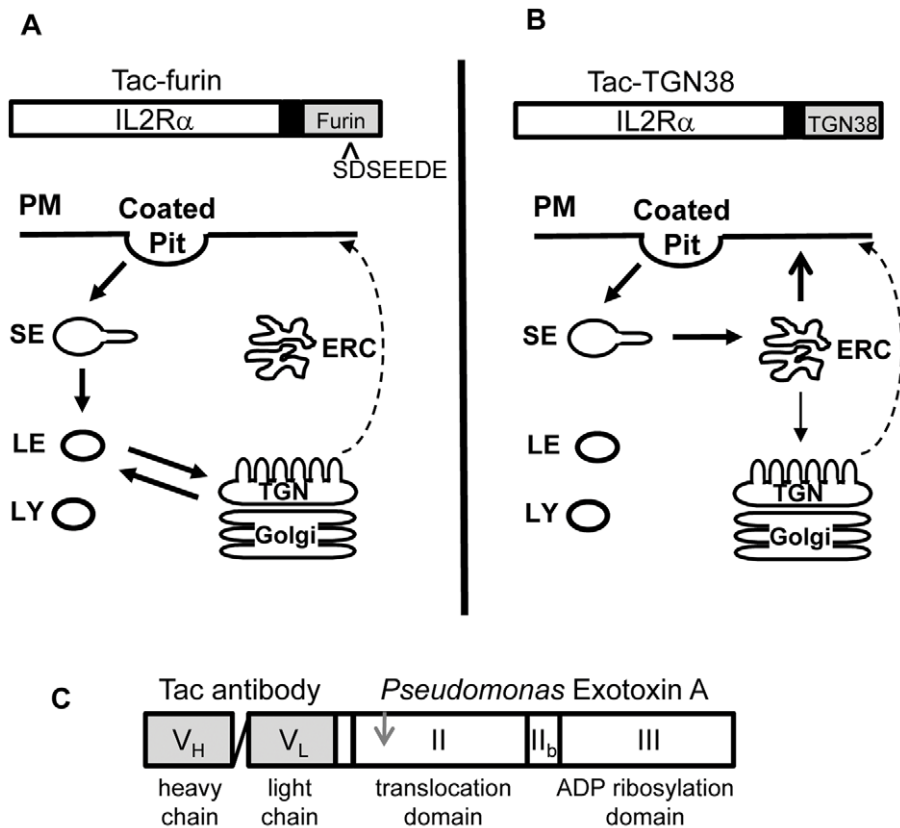 A
Tac-furin
IL2Rα
Furin
SDSEEDE
PM
Coated
Pit
SE
ERC
LE
TGN
LY
Golgi
B
Tac-TGN38
IL2Rα
TGN38
PM
Coated
Pit
SE
ERC
LE
TGN
LY
Golgi
C
Tac antibody
Pseudomonas Exotoxin A
VH
VL
II
IIb
III
heavy
chain
light
chain
translocation
domain
ADP ribosylation
domain